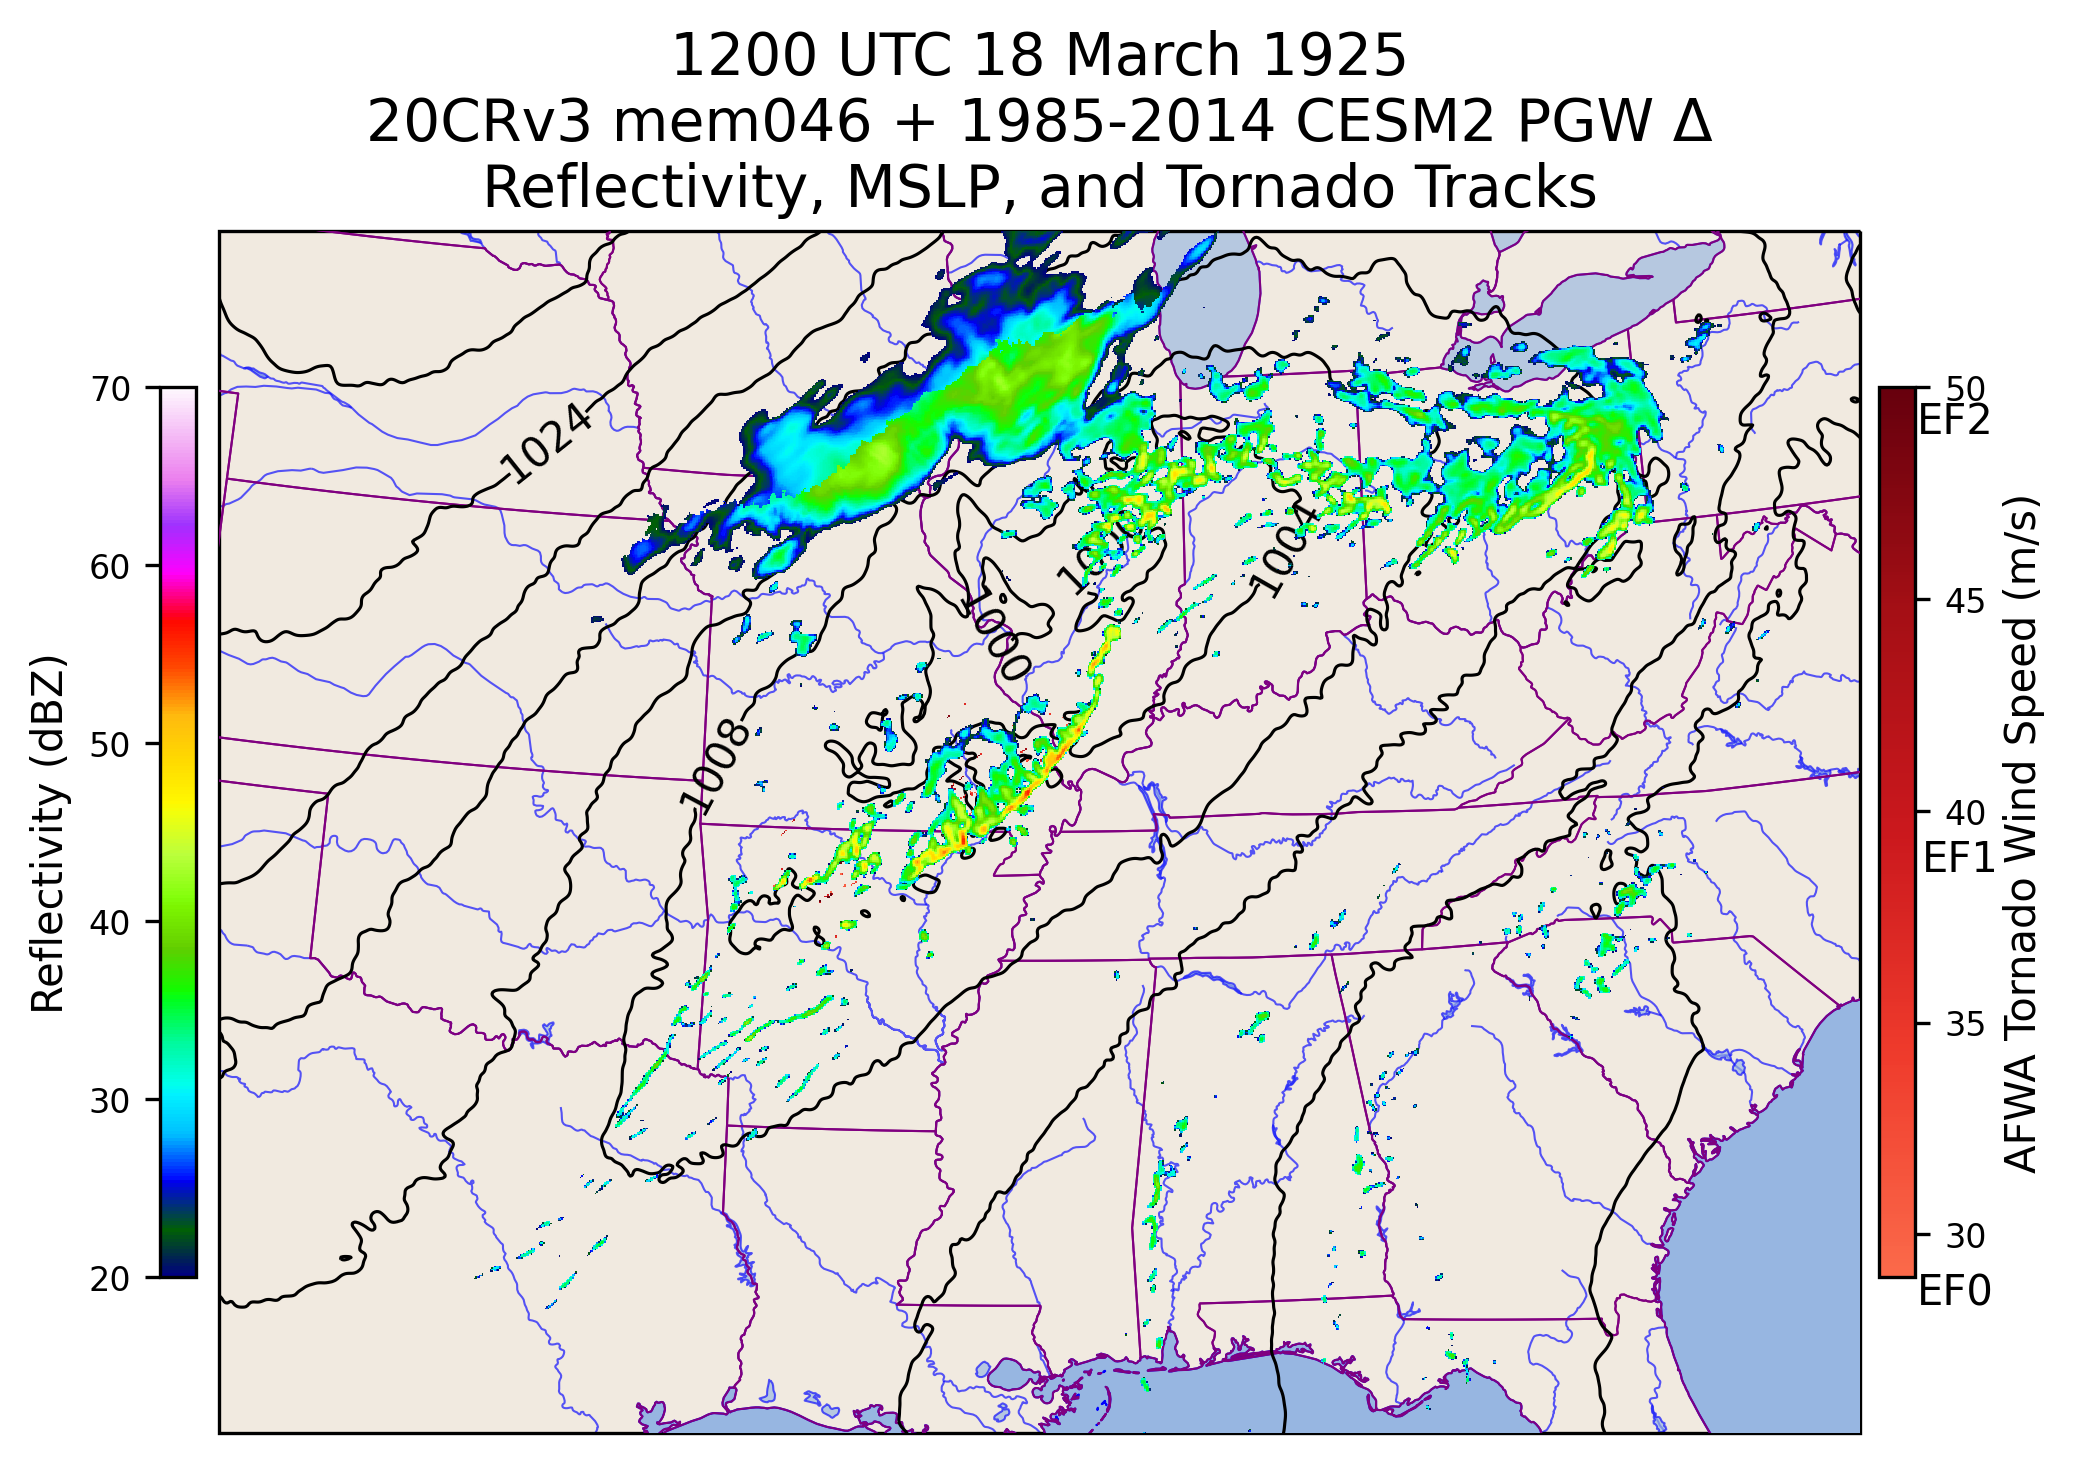 1200 UTC 18 March 1925
20CRv3 mem046 + 1985-2014 CESM2 PGW Δ
Reflectivity, MSLP, and Tornado Tracks
Reflectivity (dBZ)
70
60
50
40
30
20
1024
1008
1000
1004
50
EF2
45
40
EF1
35
30
EF0
AFWA Tornado Wind Speed (m/s)